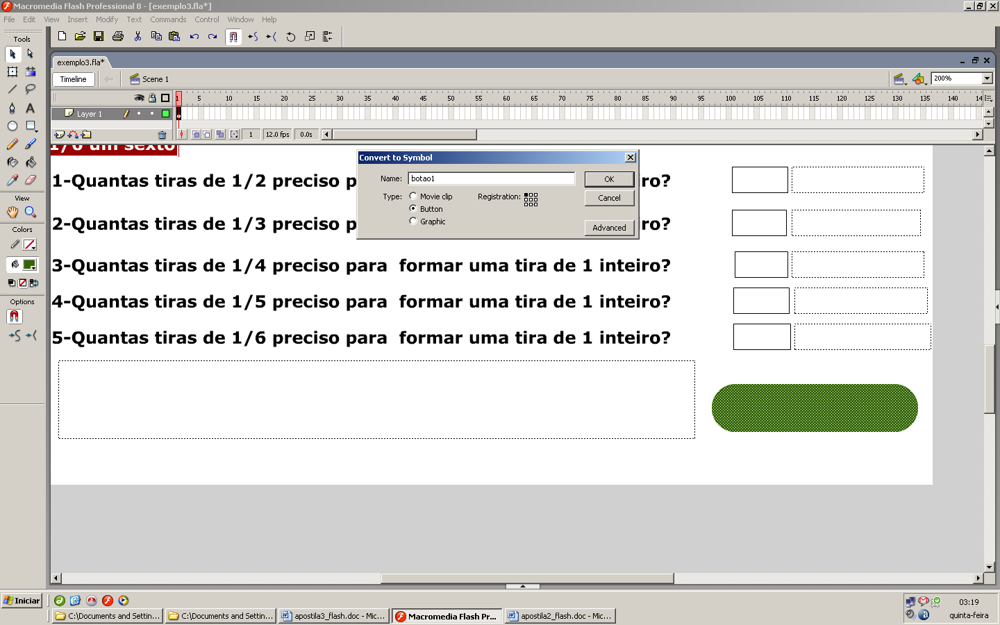 Macromedia Flash Professional 8 - [exemplo3.fla*]
File Edit View Insert Modify Text Commands Control Window Help
Tools
exemplo3.fla*
Timeline
Scene 1
200%
1 5 10 15 20 25 30 35 40 45 50 55 60 65 70 75 80 85 90 95 100 105 110 115 120 125 130 135 140 14
Layer 1
1 12.0 fps 0.0s
View
Colors
Options
1/6 um sexto
Convert to Symbol
Name: botao1
OK
Type: Movie clip
Registration:
Cancel
Button
Graphic
Advanced
1-Quantas tiras de 1/2 preciso p
iro?
2-Quantas tiras de 1/3 preciso p
iro?
3-Quantas tiras de 1/4 preciso para formar uma tira de 1 inteiro?
4-Quantas tiras de 1/5 preciso para formar uma tira de 1 inteiro?
5-Quantas tiras de 1/6 preciso para formar uma tira de 1 inteiro?
Iniciar
03:19
C:\Documents and Settin...
C:\Documents and Settin...
apostila3_flash.doc - Mic...
Macromedia Flash Pr...
apostila2_flash.doc - Mic...
quinta-feira